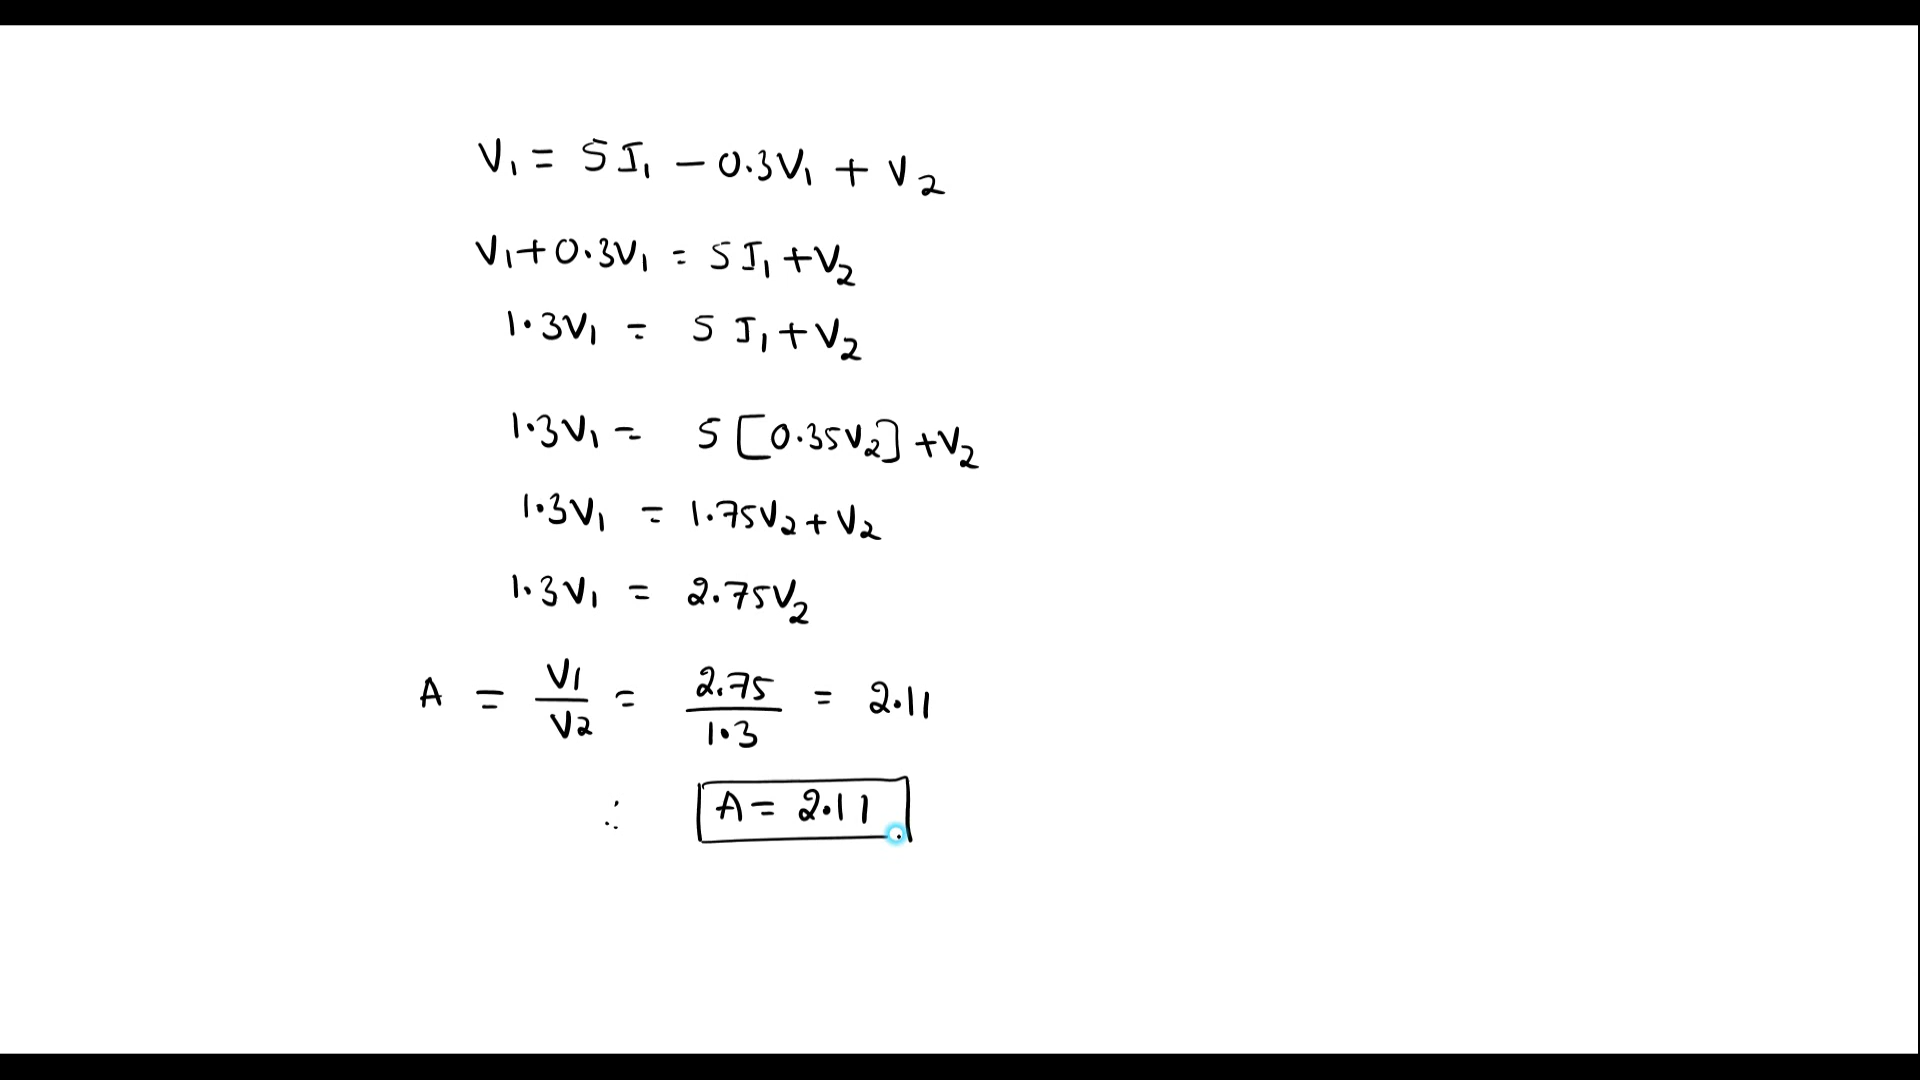 V₁ = 5I₁ - 0.3V₁ + V₂
V₁ + 0.3V₁ = 5I₁ + V₂
1.3V₁ = 5I₁ + V₂
1.3V₁ = 5[0.35V₂] + V₂
1.3V₁ = 1.75V₂ + V₂
1.3V₁ = 2.75V₂
A = V₁/V₂ = 2.75/1.3 = 2.11
∴ A = 2.11